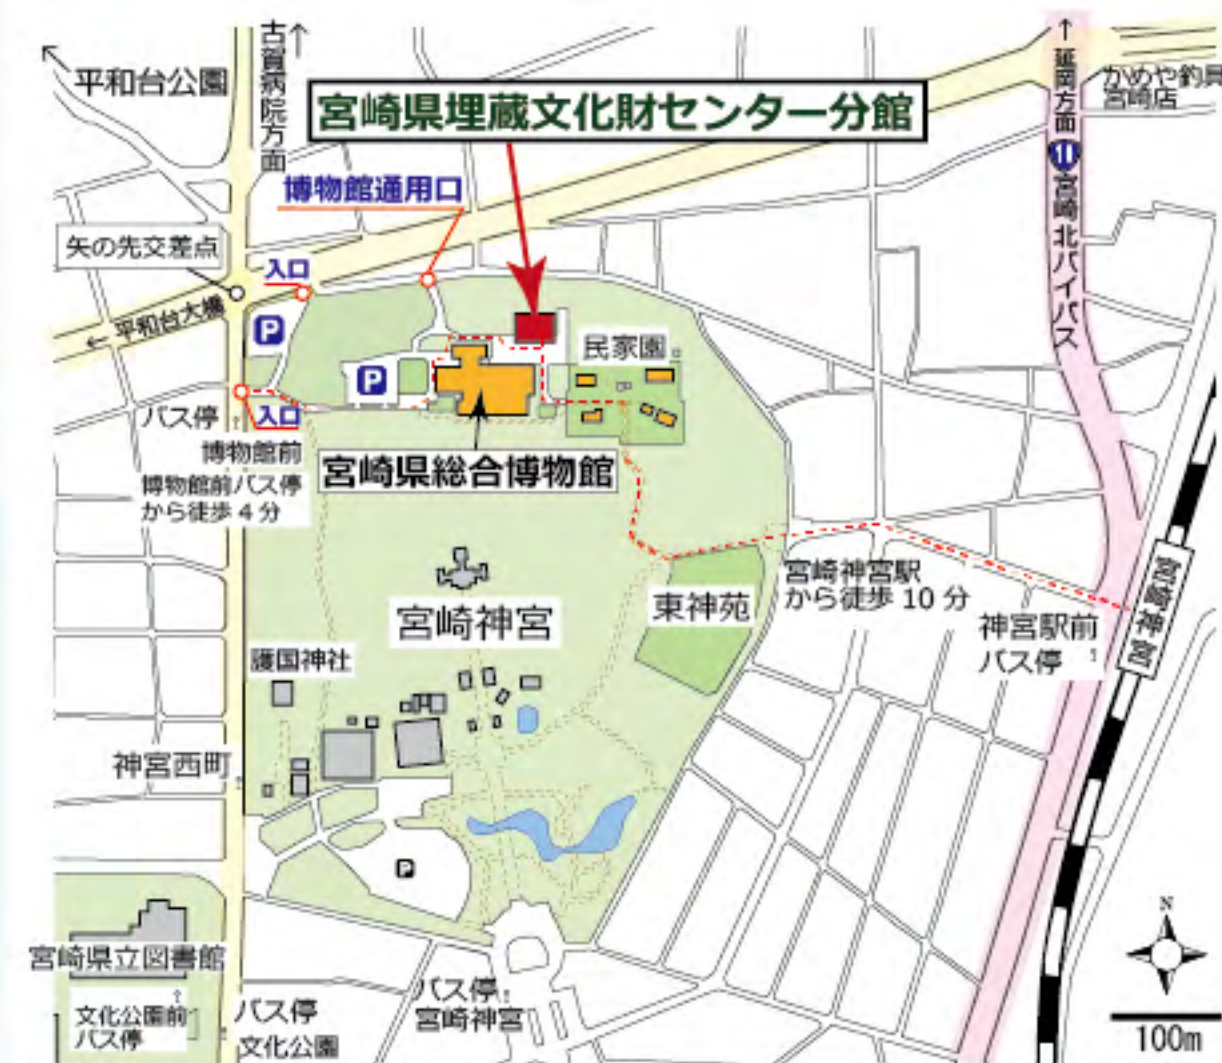 古賀病院方面
平和台公園
延岡方面
かめや釣具
宮崎店
宮崎県埋蔵文化財センター分館
10
宮崎北バイパス
博物館通用口
矢の先交差点
入口
平和台大橋
P
民家園
P
バス停
入口
博物館前
博物館前バス停
から徒歩 4 分
宮崎県総合博物館
宮崎神宮駅
から徒歩 10 分
宮崎神宮
東神苑
神宮駅前
バス停
宮崎神宮
護国神社
神宮西町
P
宮崎県立図書館
文化公園前
バス停
バス停
文化公園
バス停
宮崎神宮
N
100m